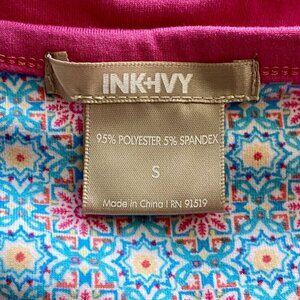 INK+IVY
95% POLYESTER 5% SPANDEX
S
Made in China | RN 91519